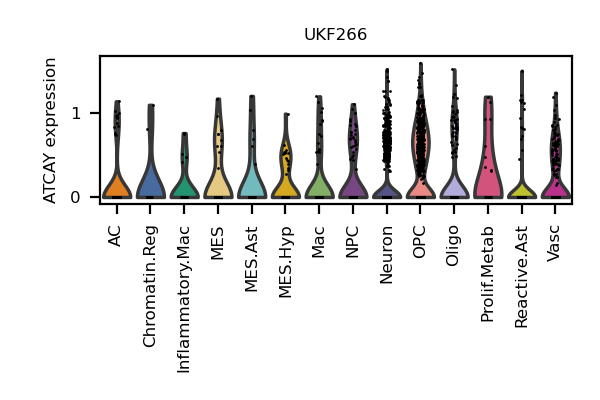 UKF266
ATCAY expression
1
0
AC
Chromatin.Reg
Inflammatory.Mac
MES
MES.Ast
MES.Hyp
Mac
NPC
Neuron
OPC
Oligo
Prolif.Metab
Reactive.Ast
Vasc